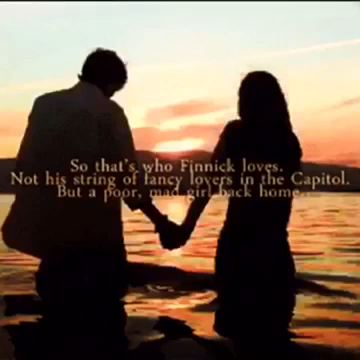 So that's who Finnick loves.
Not his string of fancy lovers in the Capitol.
But a poor, mad girl back home.